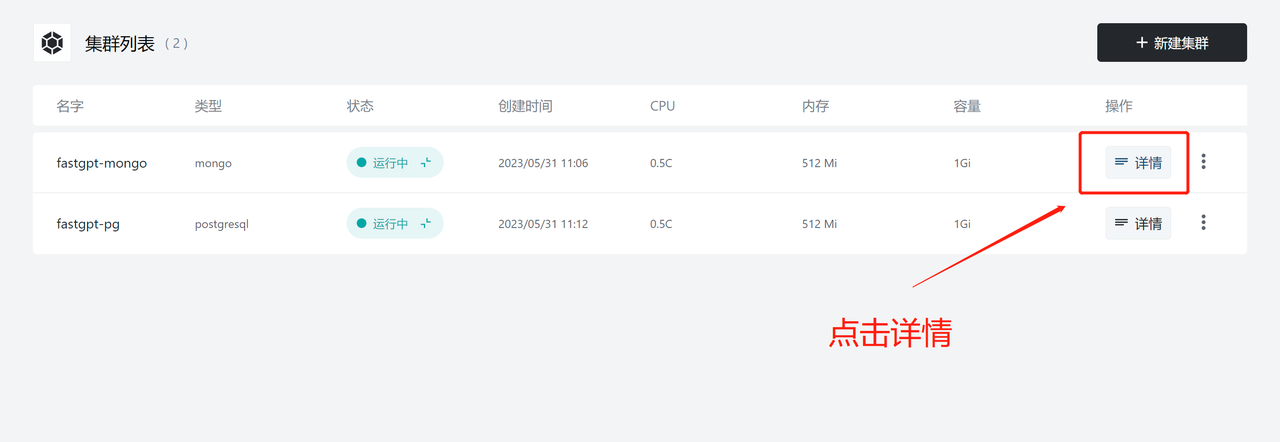 集群列表 ( 2 )
+ 新建集群
名字 类型 状态 创建时间 CPU 内存 容量 操作
fastgpt-mongo mongo 运行中 2023/05/31 11:06 0.5C 512 Mi 1Gi 详情
fastgpt-pg postgresql 运行中 2023/05/31 11:12 0.5C 512 Mi 1Gi 详情
点击详情